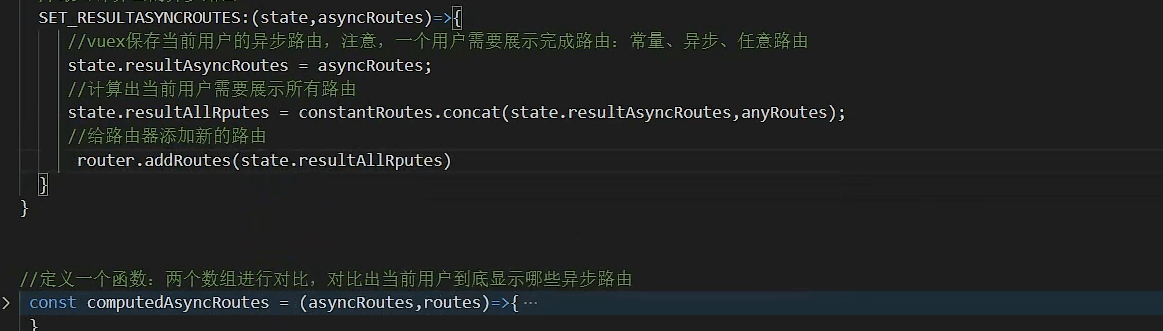 SET_RESULTASYNCROUTES:(state,asyncRoutes)=>{
//vuex保存当前用户的异步路由，注意，一个用户需要展示完成路由：常量、异步、任意路由
state.resultAsyncRoutes = asyncRoutes;
//计算出当前用户需要展示所有路由
state.resultAllRputes = constantRoutes.concat(state.resultAsyncRoutes,anyRoutes);
//给路由器添加新的路由
router.addRoutes(state.resultAllRputes)
}
}
//定义一个函数：两个数组进行对比，对比出当前用户到底显示哪些异步路由
const computedAsyncRoutes = (asyncRoutes,routes)=>{…
}